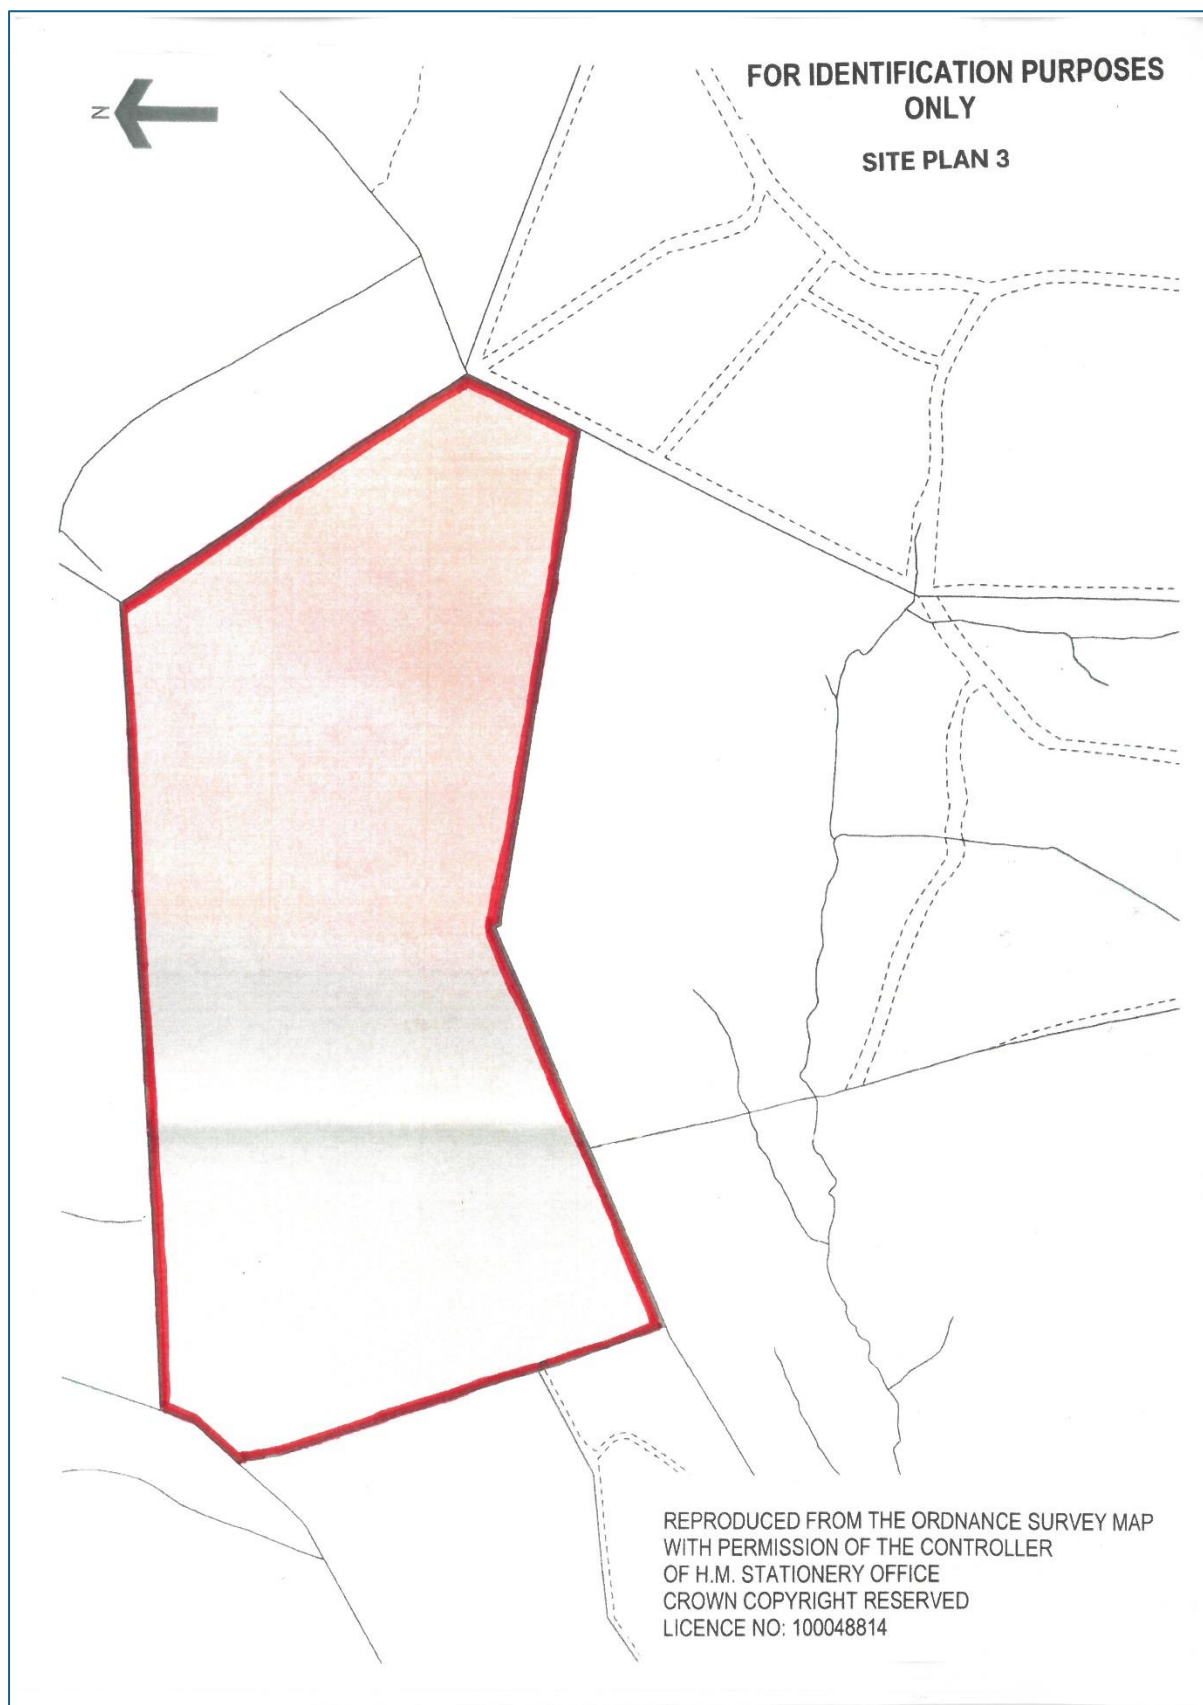 N
FOR IDENTIFICATION PURPOSES
ONLY
SITE PLAN 3
REPRODUCED FROM THE ORDNANCE SURVEY MAP
WITH PERMISSION OF THE CONTROLLER
OF H.M. STATIONERY OFFICE
CROWN COPYRIGHT RESERVED
LICENCE NO: 100048814